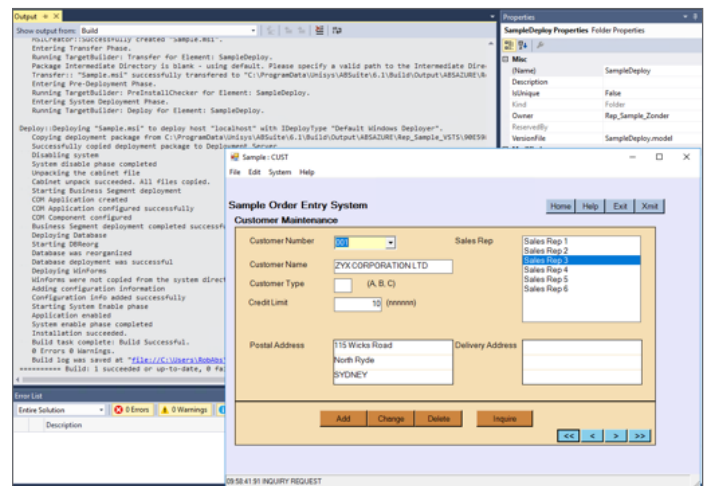 Output
Show output from: Build
MSICreator::Successfully created "Sample.msi".
Entering Transfer Phase.
Running TargetBuilder: Transfer for Element: SampleDeploy.
Package Intermediate Directory is blank - using default. Please specify a valid path to the Intermediate Dire
Transfer:: "Sample.msi" successfully transfered to "C:\ProgramData\Unisys\ABSuite\6.1\Build\Output\ABSAZURE\R
Entering Pre-Deployment Phase.
Running TargetBuilder: PreInstallChecker for Element: SampleDeploy.
Entering System Deployment Phase.
Running TargetBuilder: Deploy for Element: SampleDeploy.
Deploy::Deploying "Sample.msi" to deploy host "localhost" with IDeployType "Default Windows Deployer".
Copying deployment package from C:\ProgramData\Unisys\ABSuite\6.1\Build\Output\ABSAZURE\Rep_Sample_VSTS\
Successfully copied deployment package to Deployment Server.
Disabling system
System disable phase completed
Unpacking the cabinet file
Cabinet unpack succeeded. All files copied.
Starting Business Segment deployment
COM Application created
COM Application configured successfully
COM Component configured
Business Segment deployment completed successf
Deploying Database
Starting DBReorg
Database was reorganized
Database deployment was successful
Deploying WinForms
Winforms were not copied from the system direct
Adding configuration information
Configuration info added successfully
Starting System Enable phase
Application enabled
System enable phase completed
Installation succeeded.
Build task complete: Build Successful.
0 Errors 0 Warnings.
Build log was saved at "file://C:\Users\RobAbs
========== Build: 1 succeeded or up-to-date, 0 fa
Error List
Entire Solution
0 Errors
0 Warnings
Description
Properties
SampleDeploy Properties Folder Properties
Misc
(Name) SampleDeploy
Description
IsUnique False
Kind Folder
Owner Rep_Sample_Zonder
ReservedBy
VersionFile SampleDeploy.model
Sample : CUST
File Edit System Help
Sample Order Entry System
Home Help Exit Xmit
Customer Maintenance
Customer Number 001
Sales Rep
Sales Rep 1
Sales Rep 2
Sales Rep 3
Sales Rep 4
Sales Rep 5
Sales Rep 6
Customer Name ZYX CORPORATION LTD
Customer Type (A, B, C)
Credit Limit 10 (nnnnnn)
Postal Address 115 Wicks Road
North Ryde
SYDNEY
Delivery Address
Add Change Delete Inquire
<< < > >>
09:58:41.91 INQUIRY REQUEST